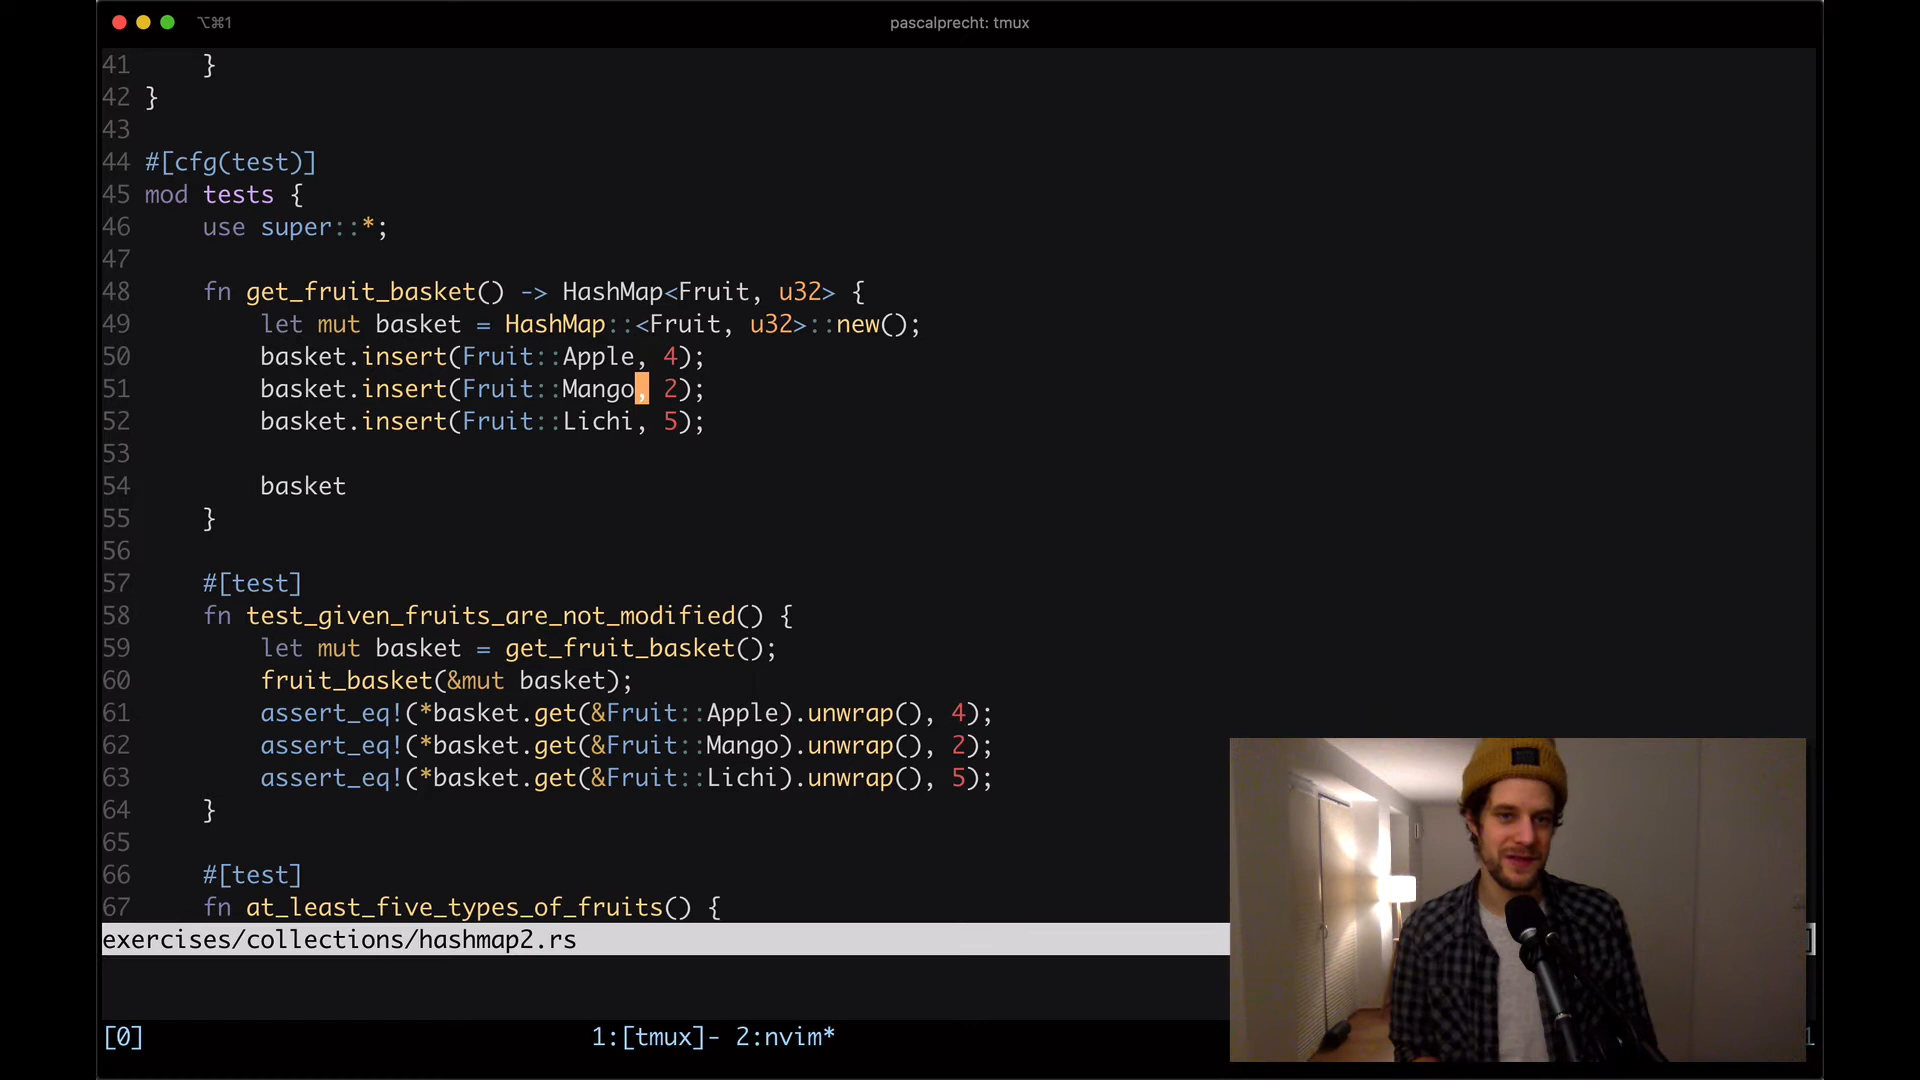 ⌥⌘1
pascalprecht: tmux
41     }
42 }
43
44 #[cfg(test)]
45 mod tests {
46     use super::*;
47
48     fn get_fruit_basket() -> HashMap<Fruit, u32> {
49         let mut basket = HashMap::<Fruit, u32>::new();
50         basket.insert(Fruit::Apple, 4);
51         basket.insert(Fruit::Mango, 2);
52         basket.insert(Fruit::Lichi, 5);
53
54         basket
55     }
56
57     #[test]
58     fn test_given_fruits_are_not_modified() {
59         let mut basket = get_fruit_basket();
60         fruit_basket(&mut basket);
61         assert_eq!(*basket.get(&Fruit::Apple).unwrap(), 4);
62         assert_eq!(*basket.get(&Fruit::Mango).unwrap(), 2);
63         assert_eq!(*basket.get(&Fruit::Lichi).unwrap(), 5);
64     }
65
66     #[test]
67     fn at_least_five_types_of_fruits() {
exercises/collections/hashmap2.rs
[0] 1:[tmux]- 2:nvim*